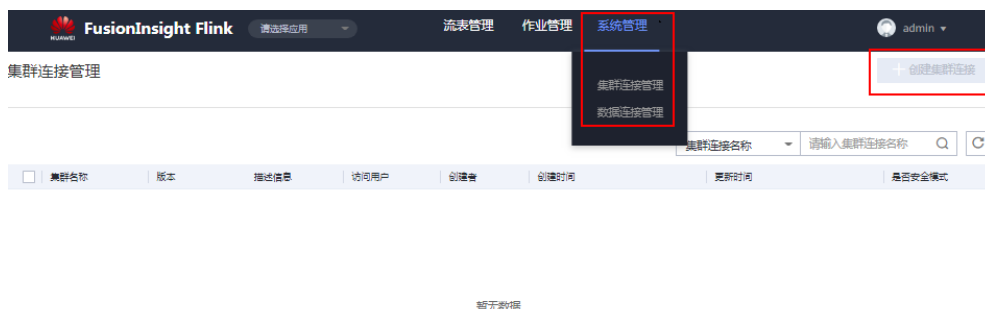 HUAWEI FusionInsight Flink 请选择应用 流表管理 作业管理 系统管理 admin
集群连接管理 创建集群连接
集群连接管理
数据连接管理
集群连接名称 请输入集群连接名称
集群名称 版本 描述信息 访问用户 创建者 创建时间 更新时间 是否安全模式
暂无数据